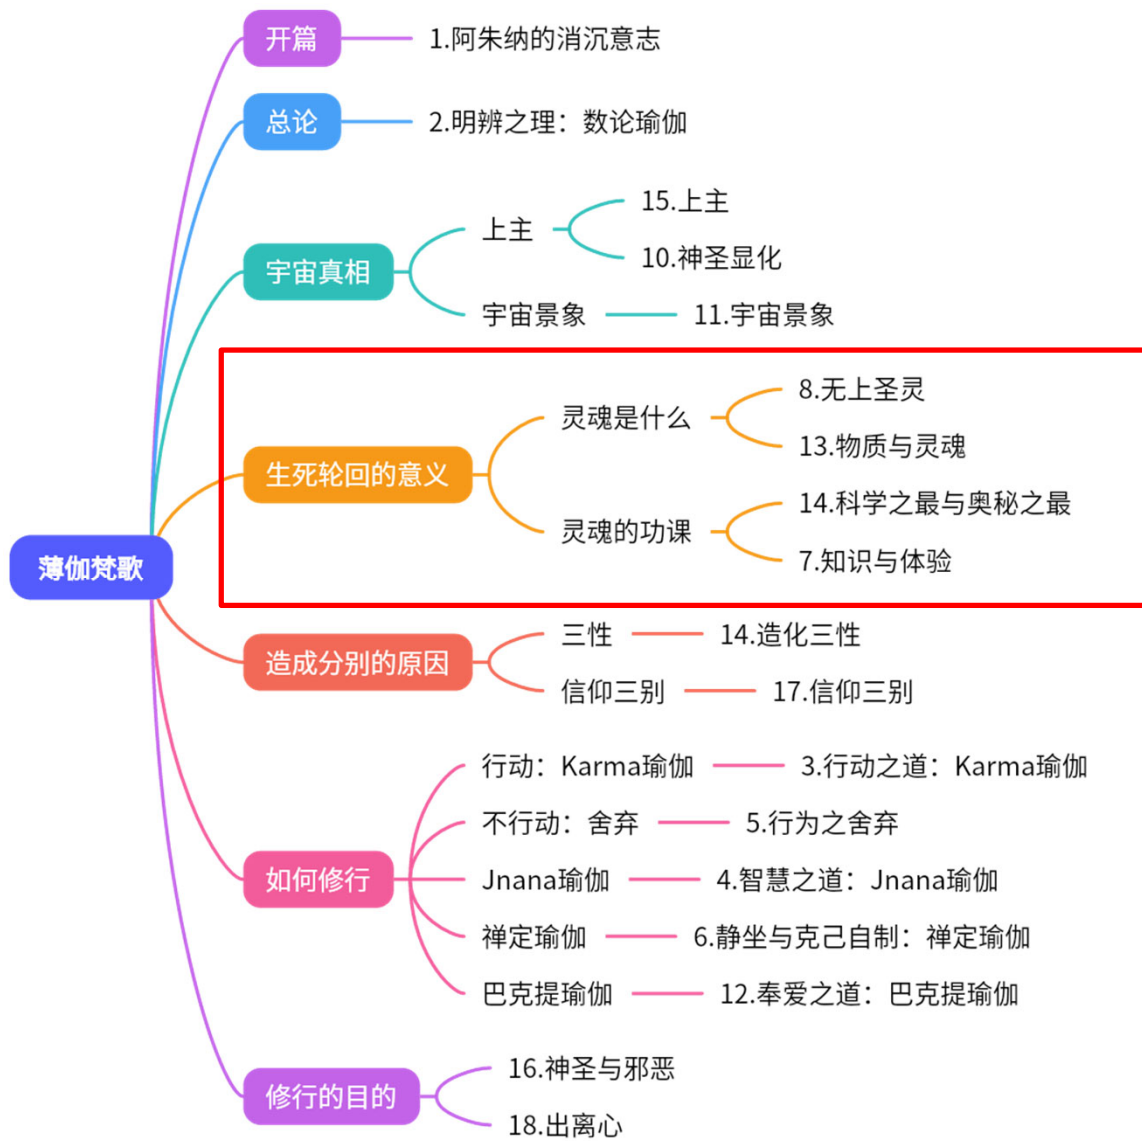 开篇
1.阿朱纳的消沉意志
总论
2.明辨之理：数论瑜伽
宇宙真相
上主
15.上主
10.神圣显化
宇宙景象
11.宇宙景象
生死轮回的意义
灵魂是什么
8.无上圣灵
13.物质与灵魂
灵魂的功课
14.科学之最与奥秘之最
7.知识与体验
薄伽梵歌
造成分别的原因
三性
14.造化三性
信仰三别
17.信仰三别
如何修行
行动：Karma瑜伽
3.行动之道：Karma瑜伽
不行动：舍弃
5.行为之舍弃
Jnana瑜伽
4.智慧之道：Jnana瑜伽
禅定瑜伽
6.静坐与克己自制：禅定瑜伽
巴克提瑜伽
12.奉爱之道：巴克提瑜伽
修行的目的
16.神圣与邪恶
18.出离心